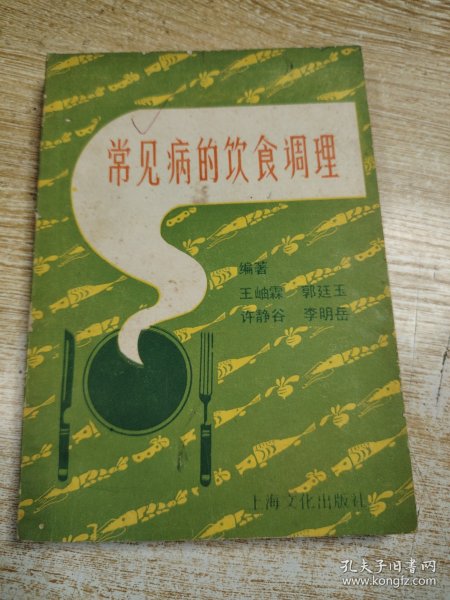 常见病的饮食调理
编著
王岫霖 郭廷玉
许静谷 李明岳
上海文化出版社
孔夫子旧书网
www.kongfz.com